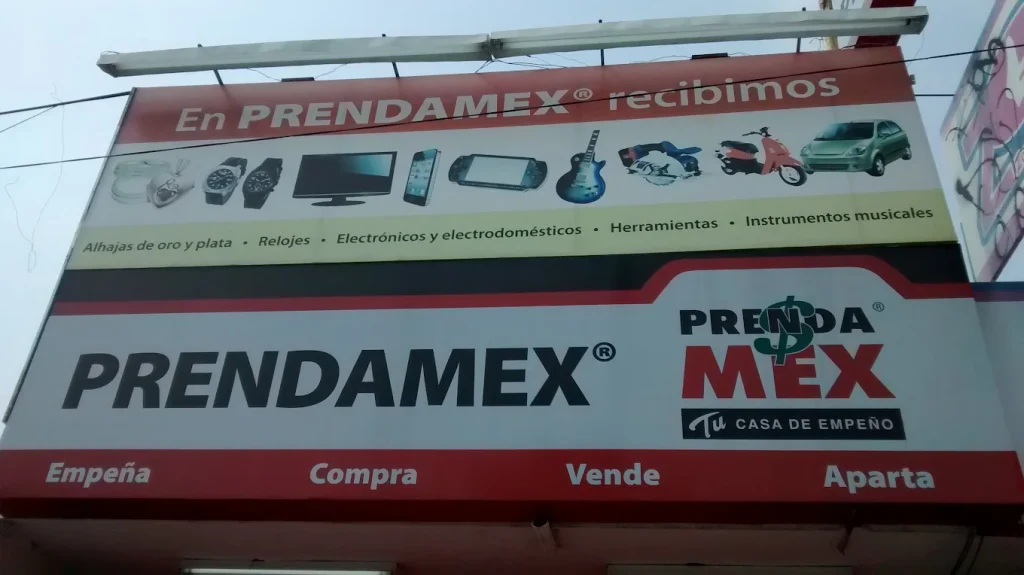 En PRENDAMEX® recibimos
Alhajas de oro y plata • Relojes • Electrónicos y electrodomésticos • Herramientas • Instrumentos musicales
PRENDAMEX®
PRENDA®
MEX
Tu CASA DE EMPEÑO
Empeña Compra Vende Aparta